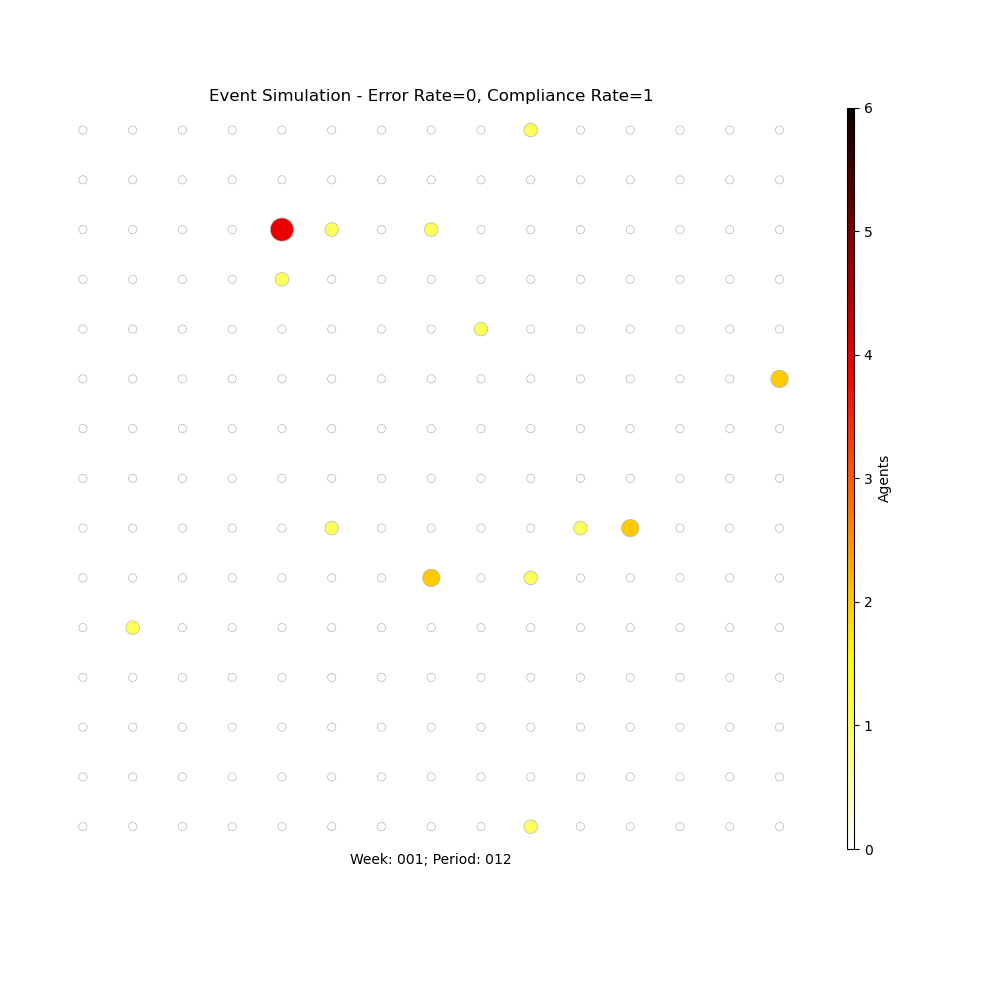 Event Simulation - Error Rate=0, Compliance Rate=1
6
5
4
3
2
1
0
Agents
Week: 001; Period: 012